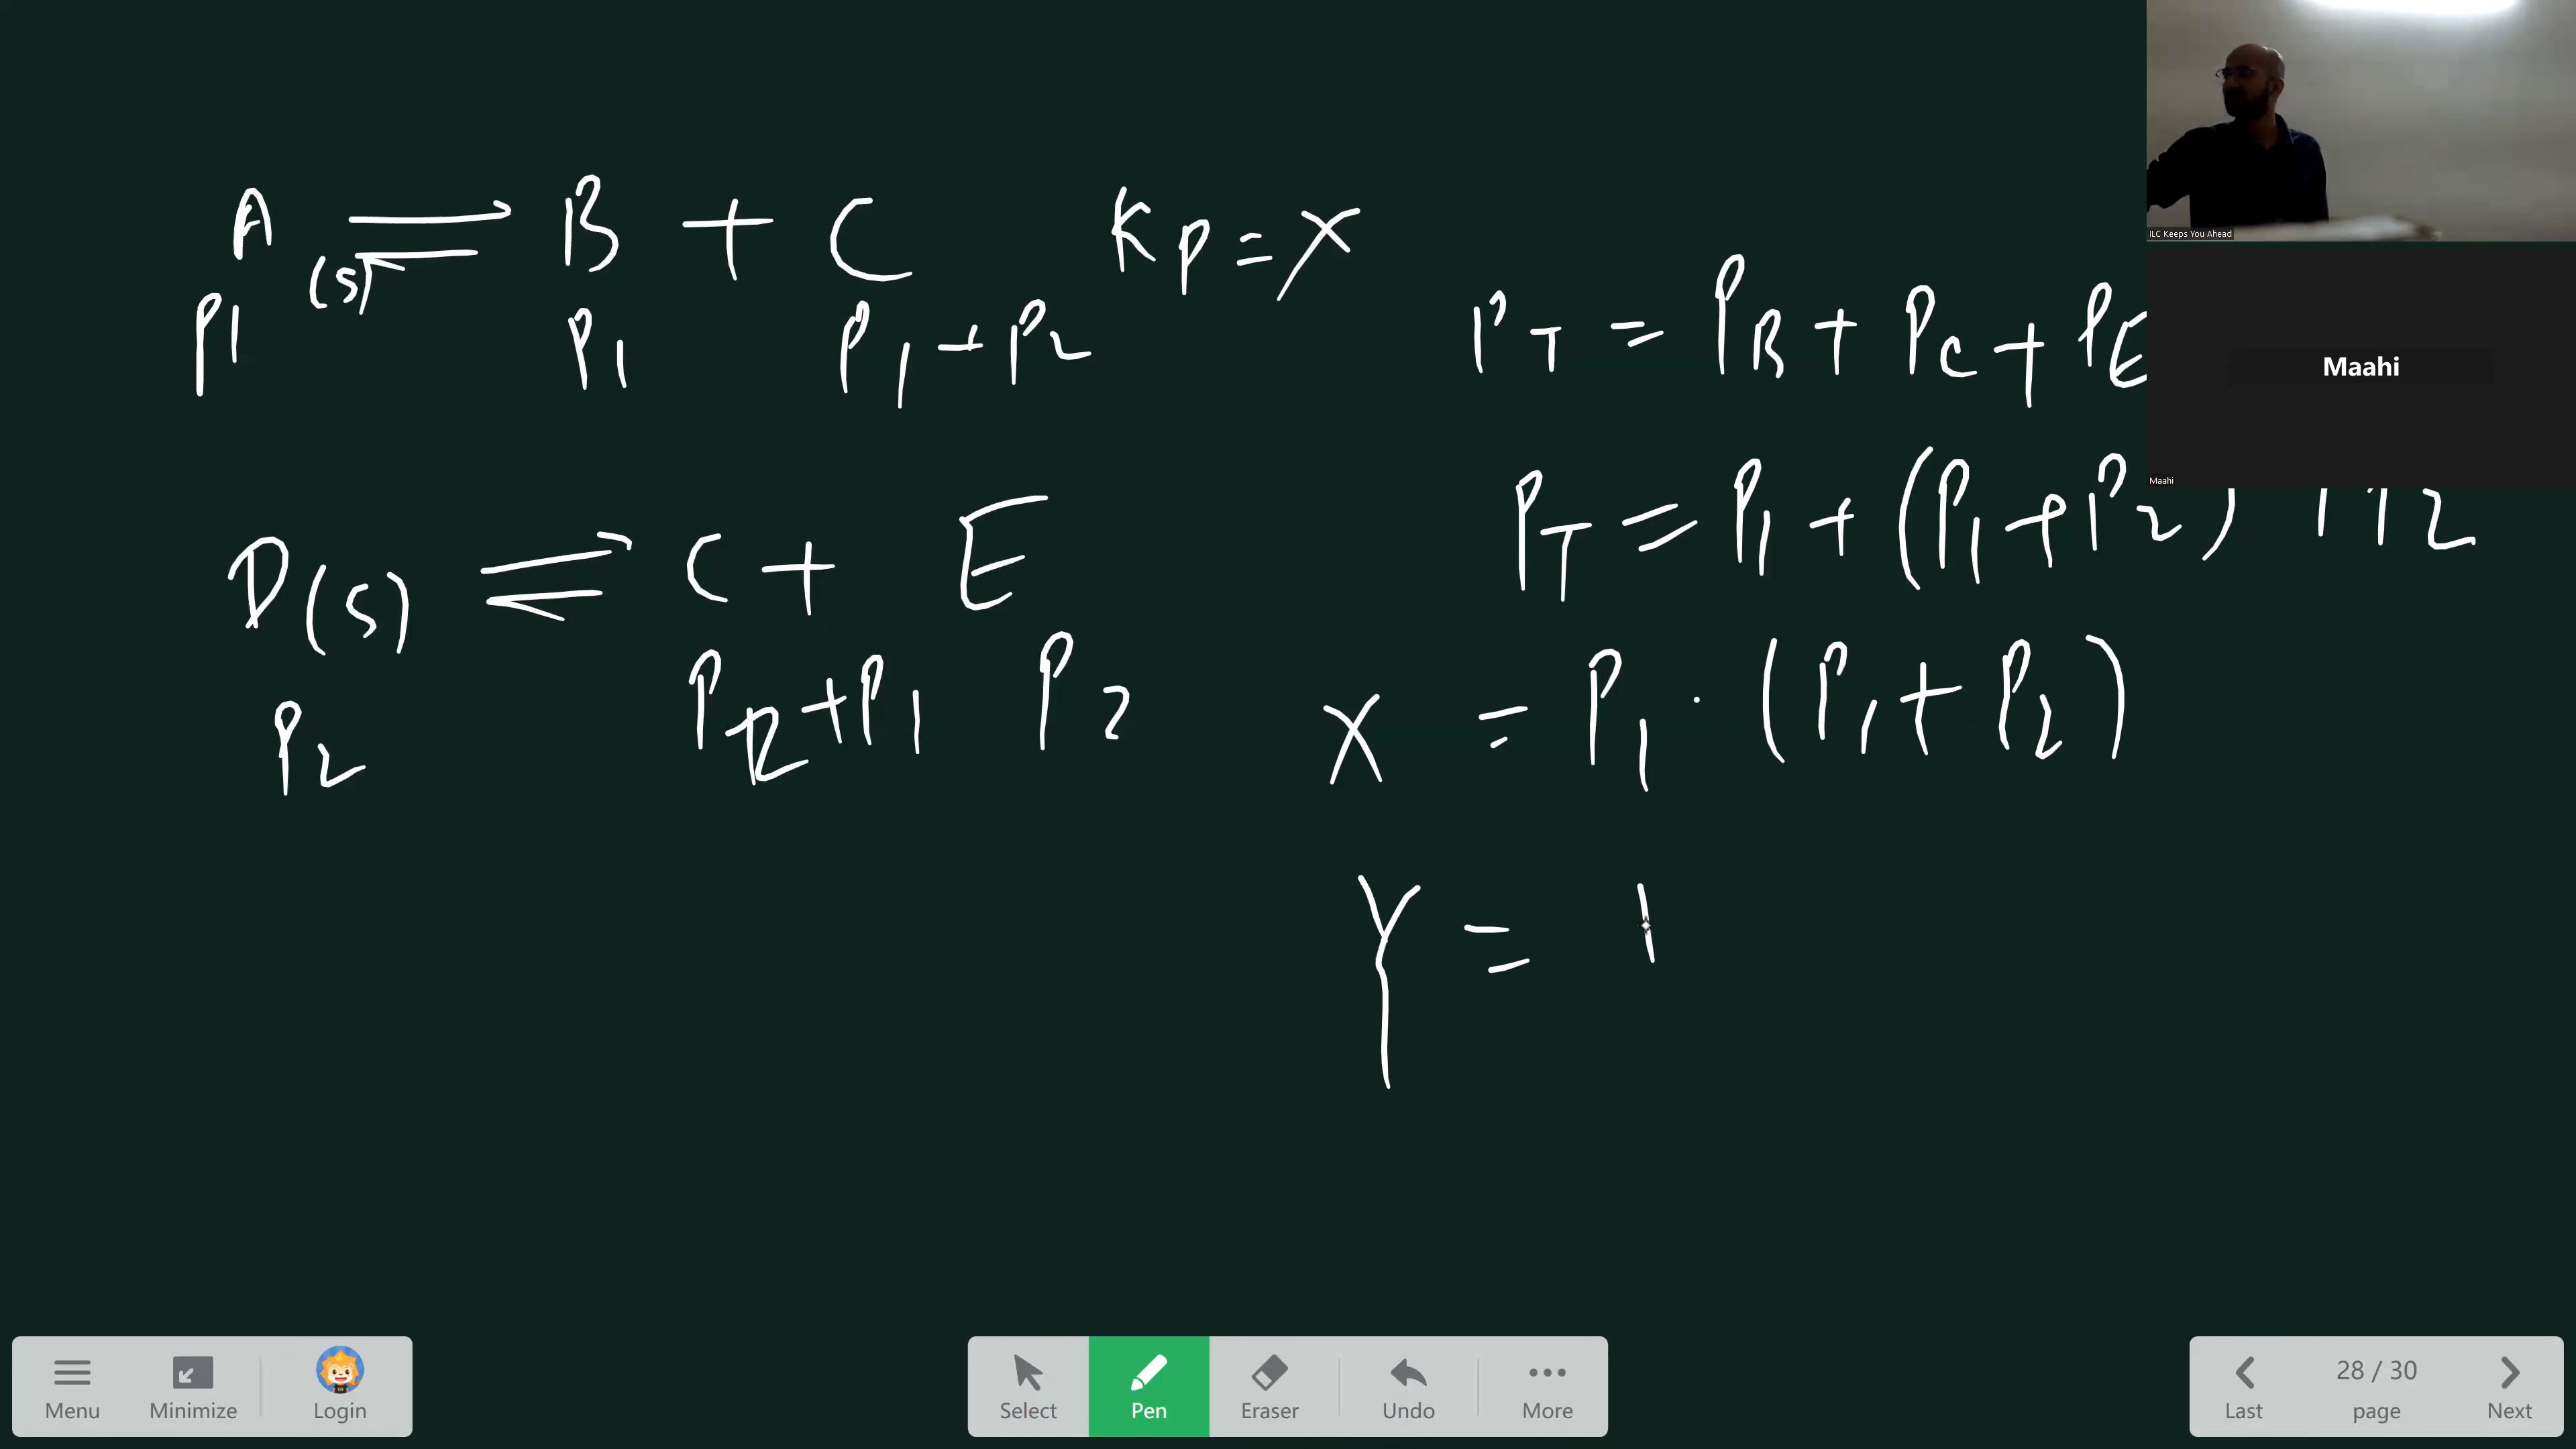 A (s) ⇌ B + C Kp = x
P1 P1 P1 + P2
PT = PB + PC + PE
D(s) ⇌ C + E
P2 P2 + P1 P2
PT = P1 + (P1 + P2) P2
x = P1 · (P1 + P2)
Y =
ILC Keeps You Ahead
Maahi
Maahi
Menu
Minimize
Login
Select
Pen
Eraser
Undo
More
Last
28 / 30
page
Next